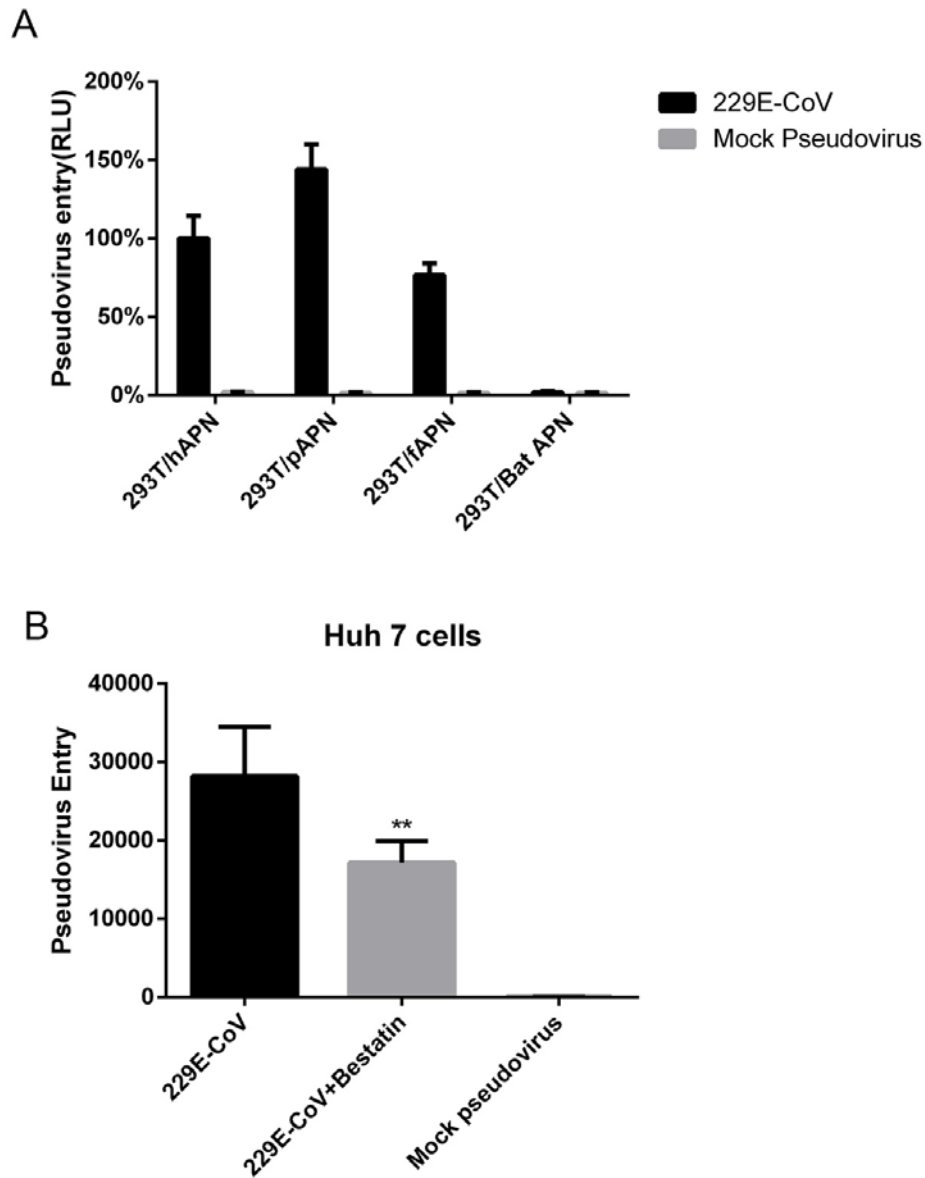 A
Pseudovirus entry(RLU)
200%
150%
100%
50%
0%
293T/hAPN
293T/pAPN
293T/fAPN
293T/Bat APN
229E-CoV
Mock Pseudovirus
B
Huh 7 cells
Pseudovirus Entry
40000
30000
20000
10000
0
**
229E-CoV
229E-CoV+Bestatin
Mock pseudovirus